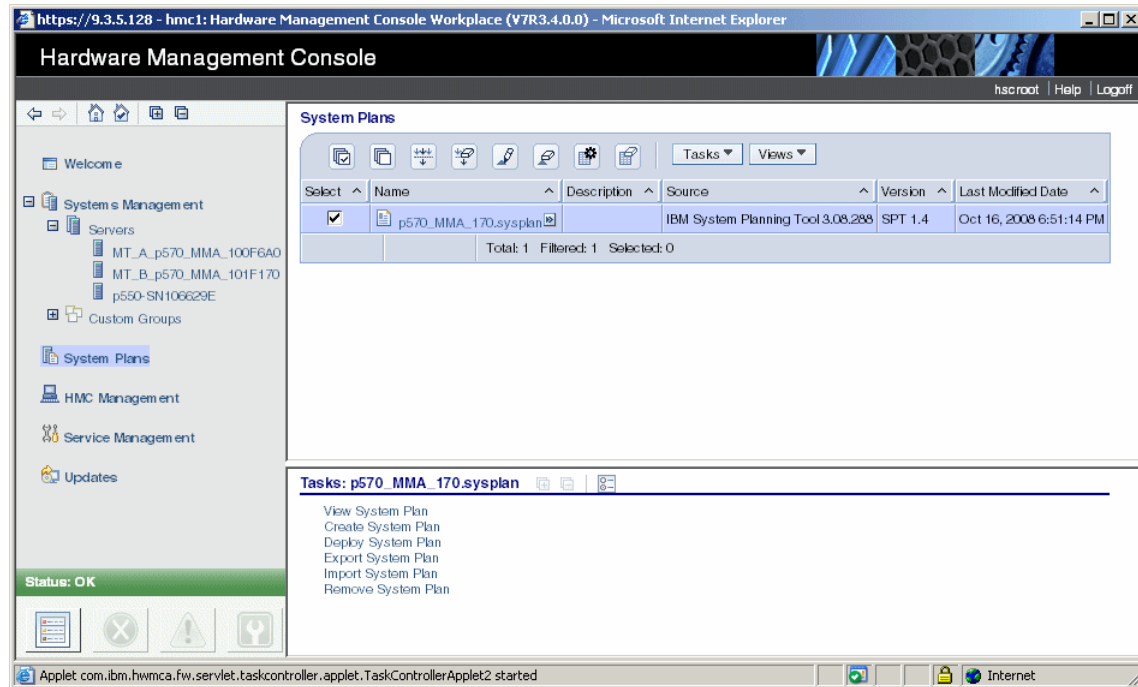 https://9.3.5.128 - hmc1: Hardware Management Console Workplace (V7R3.4.0.0) - Microsoft Internet Explorer
Hardware Management Console
hscroot | Help | Logoff
System Plans
Tasks Views
Select Name Description Source Version Last Modified Date
p570_MMA_170.sysplan IBM System Planning Tool 3.08.288 SPT 1.4 Oct 16, 2008 6:51:14 PM
Total: 1 Filtered: 1 Selected: 0
Welcome
Systems Management
Servers
MT_A_p570_MMA_100F6A0
MT_B_p570_MMA_101F170
p550-SN106629E
Custom Groups
System Plans
HMC Management
Service Management
Updates
Status: OK
Tasks: p570_MMA_170.sysplan
View System Plan
Create System Plan
Deploy System Plan
Export System Plan
Import System Plan
Remove System Plan
Applet com.ibm.hwmca.fw.servlet.taskcontroller.applet.TaskControllerApplet2 started
Internet